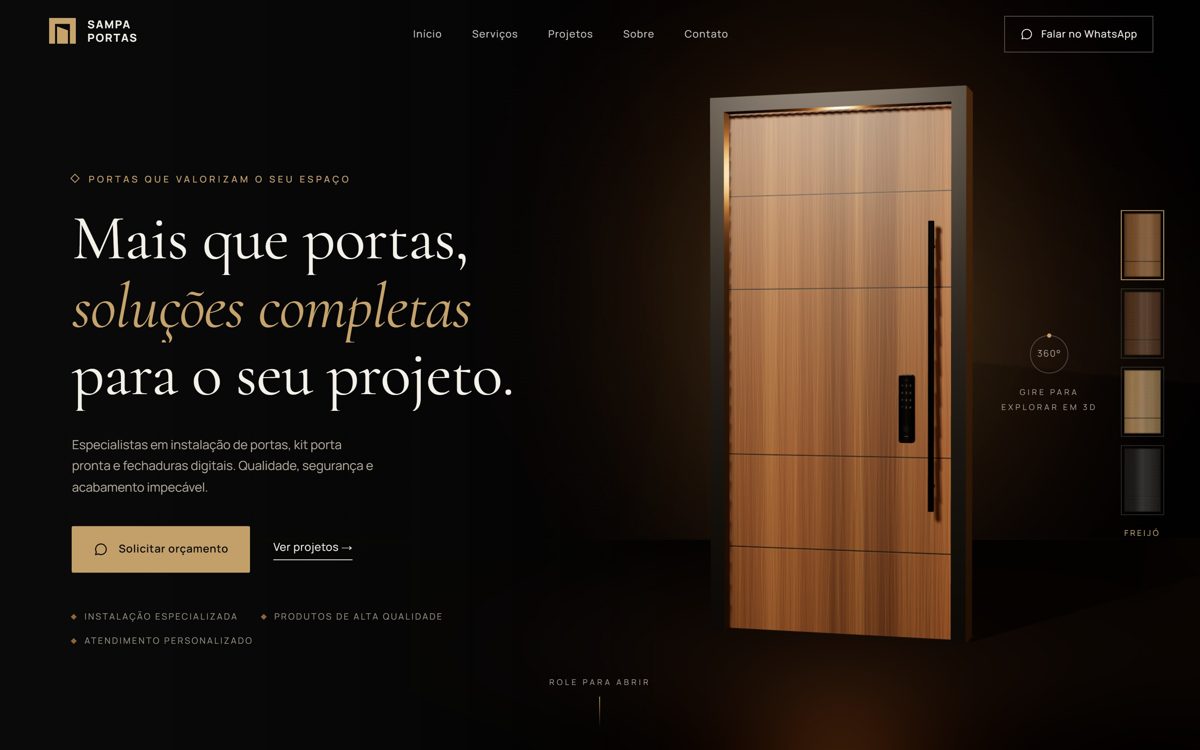 SAMPA
PORTAS
Início
Serviços
Projetos
Sobre
Contato
Falar no WhatsApp
PORTAS QUE VALORIZAM O SEU ESPAÇO
Mais que portas,
soluções completas
para o seu projeto.
Especialistas em instalação de portas, kit porta
pronta e fechaduras digitais. Qualidade, segurança e
acabamento impecável.
Solicitar orçamento
Ver projetos →
INSTALAÇÃO ESPECIALIZADA
PRODUTOS DE ALTA QUALIDADE
ATENDIMENTO PERSONALIZADO
360°
GIRE PARA
EXPLORAR EM 3D
FREIJÓ
ROLE PARA ABRIR